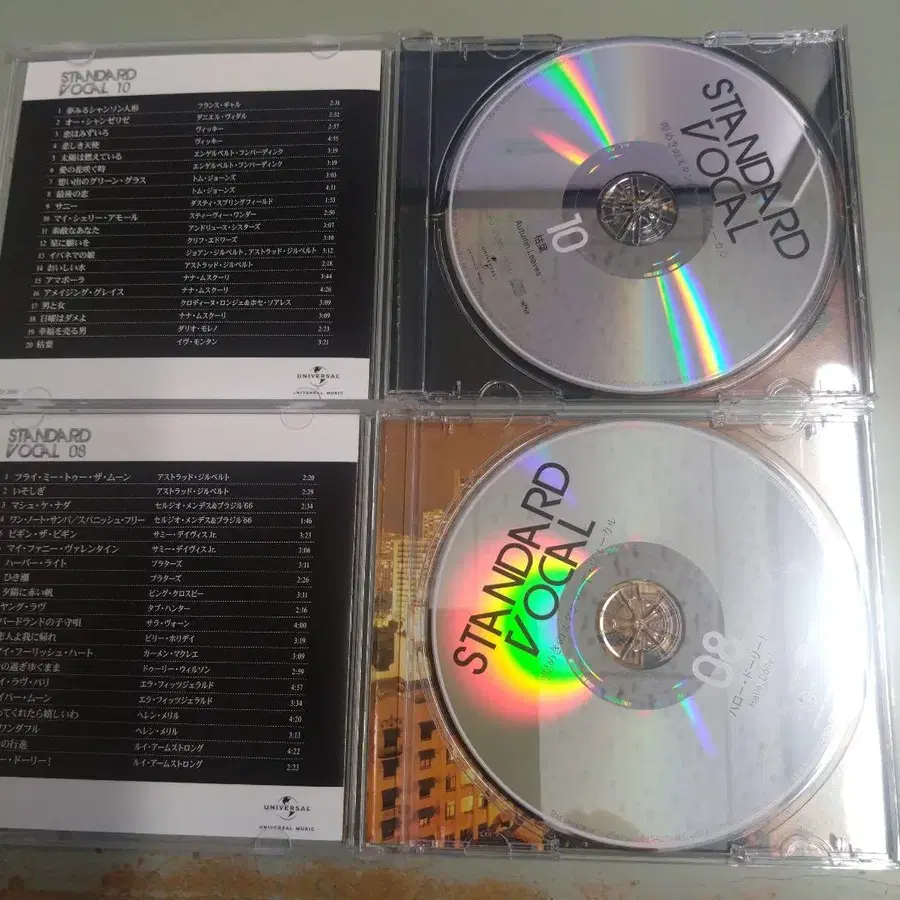 STANDARD
VOCAL 10
1 夢みるシャンソン人形 フランス・ギャル 2:31
2 オー・シャンゼリゼ ダニエル・ヴィダル 2:32
3 恋はみずいろ ヴィッキー 2:57
4 悲しき天使 ヴィッキー 4:55
5 太陽は燃えている エンゲルベルト・フンパーディンク 3:19
6 愛の花咲く時 エンゲルベルト・フンパーディンク 3:19
7 想い出のグリーン・グラス トム・ジョーンズ 3:03
8 最後の恋 トム・ジョーンズ 4:11
9 サニー ダスティ・スプリングフィールド 1:53
10 マイ・シェリー・アモール スティーヴィー・ワンダー 2:50
11 素敵なあなた アンドリュース・シスターズ 3:07
12 星に願いを クリフ・エドワーズ 3:10
13 イパネマの娘 ジョアン・ジルベルト、アストラッド・ジルベルト 5:12
14 おいしい水 アストラッド・ジルベルト 2:18
15 アマポーラ ナナ・ムスクーリ 3:44
16 アメイジング・グレイス ナナ・ムスクーリ 4:26
17 男と女 クロディーヌ・ロンジェ&ホセ・ソアレス 3:09
18 日曜はダメよ ナナ・ムスクーリ 3:09
19 幸福を売る男 ダリオ・モレノ 2:23
20 枯葉 イヴ・モンタン 3:21
UNIVERSAL
UNIVERSAL MUSIC
STANDARD
VOCAL
10
枯葉
Autumn Leaves
STANDARD
VOCAL 08
1 フライ・ミー・トゥー・ザ・ムーン アストラッド・ジルベルト 2:20
2 いそしぎ アストラッド・ジルベルト 2:29
3 マシュ・ケ・ナダ セルジオ・メンデス&ブラジル'66 2:34
4 ワン・ノート・サンバ/スパニッシュ・フリー セルジオ・メンデス&ブラジル'66 1:46
ビギン・ザ・ビギン サミー・デイヴィスJr. 3:23
マイ・ファニー・ヴァレンタイン サミー・デイヴィスJr. 3:06
ハーバー・ライト プラターズ 3:11
ひき潮 プラターズ 2:26
夕陽に赤い帆 ビング・クロスビー 3:11
ヤング・ラヴ タブ・ハンター 2:16
バードランドの子守唄 サラ・ヴォーン 4:00
恋人よ我に帰れ ビリー・ホリデイ 3:19
マイ・フーリッシュ・ハート カーメン・マクレエ 3:09
の過ぎゆくまま ドゥーリー・ウィルソン 2:59
イ・ラヴ・パリ エラ・フィッツジェラルド 4:57
イバー・ムーン エラ・フィッツジェラルド 3:34
ってくれたら嬉しいわ ヘレン・メリル 4:20
ワンダフル ヘレン・メリル 3:13
の行進 ルイ・アームストロング 4:22
ー・ドーリー! ルイ・アームストロング 2:23
UNIVERSAL
UNIVERSAL MUSIC
STANDARD
VOCAL
08
ハロー・ドーリー!
Hello, Dolly!